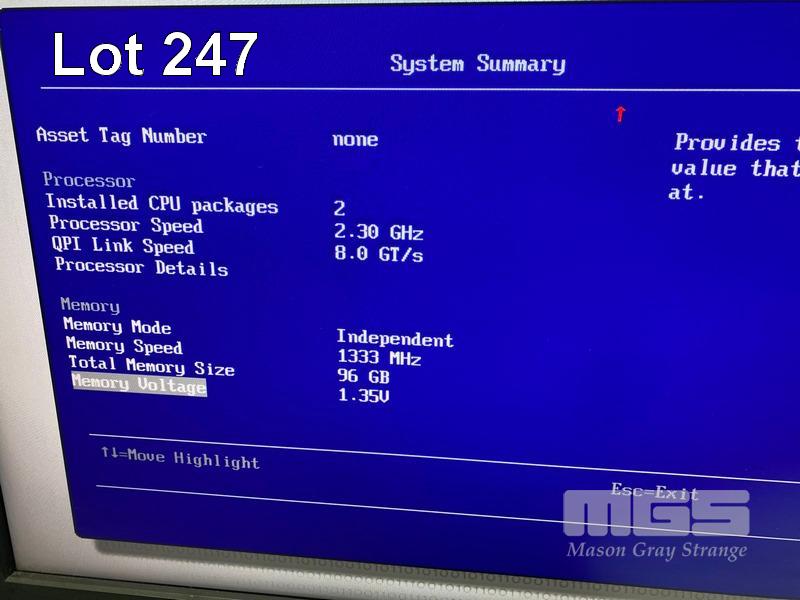 Lot 247
System Summary
↑
Asset Tag Number none
Provides
value that
at.
Processor
Installed CPU packages 2
Processor Speed 2.30 GHz
QPI Link Speed 8.0 GT/s
Processor Details
Memory
Memory Mode Independent
Memory Speed 1333 MHz
Total Memory Size 96 GB
Memory Voltage 1.35V
↑↓=Move Highlight
Esc=Exit
MGS
Mason Gray Strange